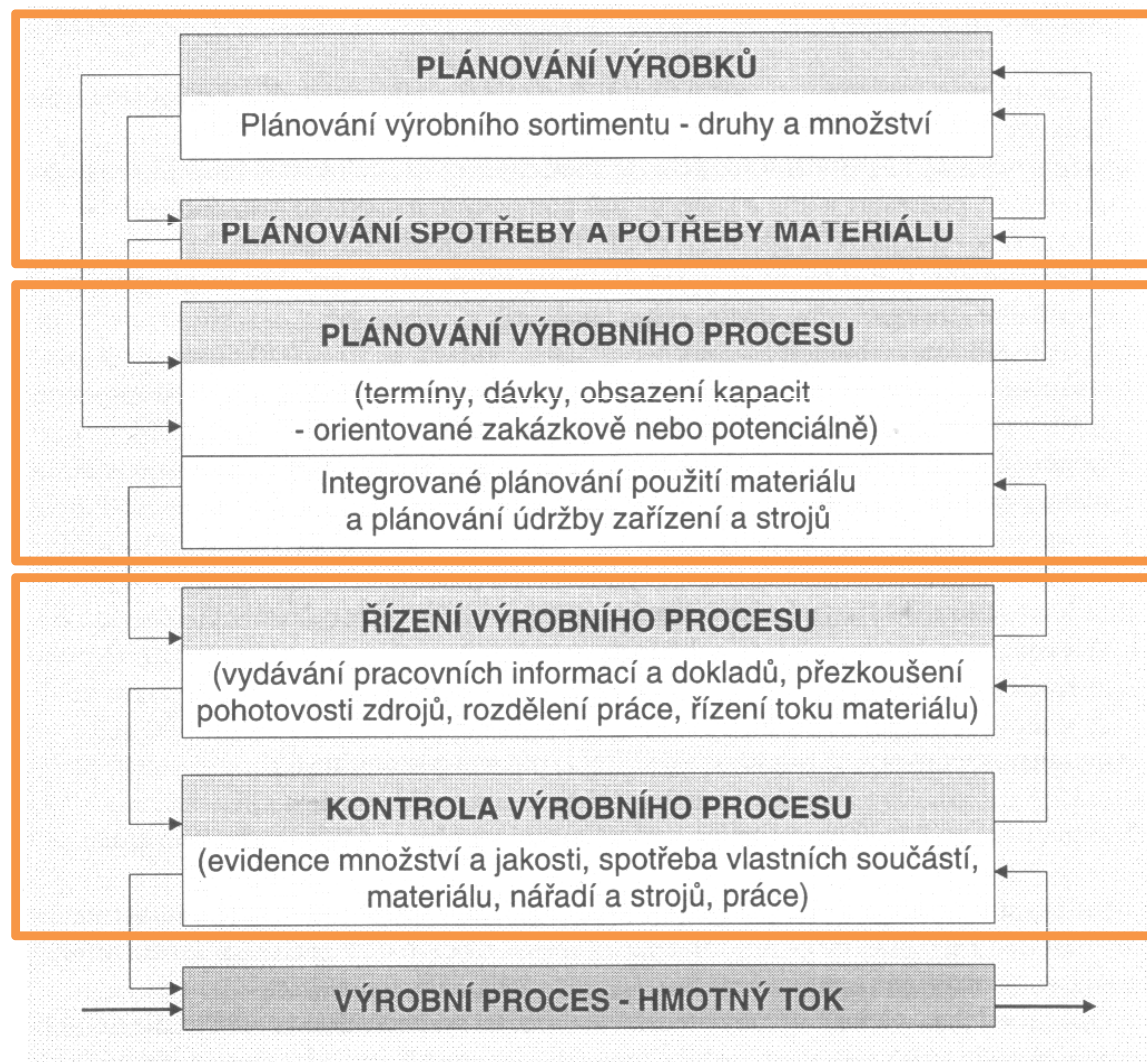 PLÁNOVÁNÍ VÝROBKŮ
Plánování výrobního sortimentu - druhy a množství
PLÁNOVÁNÍ SPOTŘEBY A POTŘEBY MATERIÁLU
PLÁNOVÁNÍ VÝROBNÍHO PROCESU
(termíny, dávky, obsazení kapacit
- orientované zakázkově nebo potenciálně)
Integrované plánování použití materiálu
a plánování údržby zařízení a strojů
ŘÍZENÍ VÝROBNÍHO PROCESU
(vydávání pracovních informací a dokladů, přezkoušení
pohotovosti zdrojů, rozdělení práce, řízení toku materiálu)
KONTROLA VÝROBNÍHO PROCESU
(evidence množství a jakosti, spotřeba vlastních součástí,
materiálu, nářadí a strojů, práce)
VÝROBNÍ PROCES - HMOTNÝ TOK